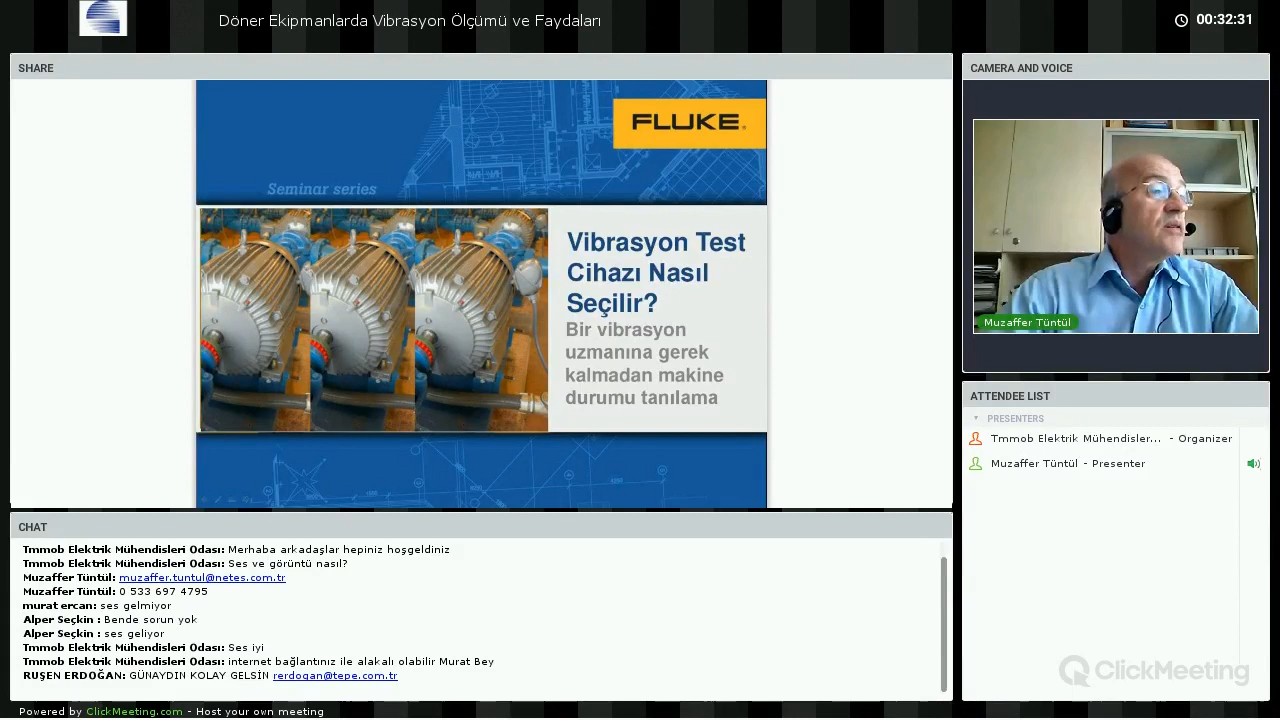 Döner Ekipmanlarda Vibrasyon Ölçümü ve Faydaları
00:32:31
SHARE
FLUKE®
Seminar series
Vibrasyon Test
Cihazı Nasıl
Seçilir?
Bir vibrasyon
uzmanına gerek
kalmadan makine
durumu tanılama
CAMERA AND VOICE
Muzaffer Tüntül
ATTENDEE LIST
PRESENTERS
Tmmob Elektrik Mühendisler... - Organizer
Muzaffer Tüntül - Presenter
CHAT
Tmmob Elektrik Mühendisleri Odası: Merhaba arkadaşlar hepiniz hoşgeldiniz
Tmmob Elektrik Mühendisleri Odası: Ses ve görüntü nasıl?
Muzaffer Tüntül: muzaffer.tuntul@netes.com.tr
Muzaffer Tüntül: 0 533 697 4795
murat ercan: ses gelmiyor
Alper Seçkin : Bende sorun yok
Alper Seçkin : ses geliyor
Tmmob Elektrik Mühendisleri Odası: Ses iyi
Tmmob Elektrik Mühendisleri Odası: internet bağlantınız ile alakalı olabilir Murat Bey
RUŞEN ERDOĞAN: GÜNAYDIN KOLAY GELSİN rerdogan@tepe.com.tr
ClickMeeting
Powered by ClickMeeting.com - Host your own meeting